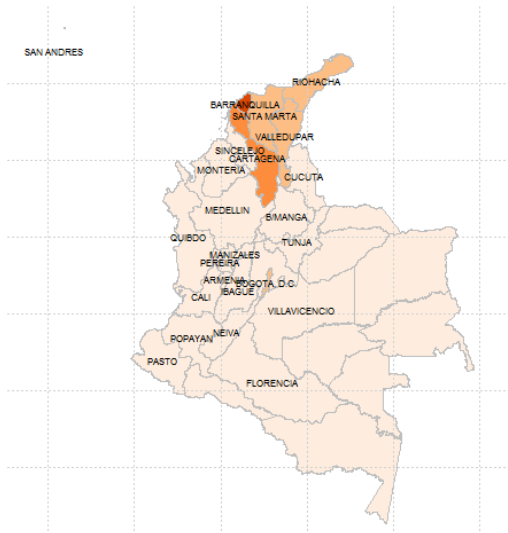 SAN ANDRES
RIOHACHA
BARRANQUILLA
SANTA MARTA
VALLEDUPAR
SINCELEJO
CARTAGENA
MONTERIA
CUCUTA
MEDELLIN
B/MANGA
QUIBDO
TUNJA
MANIZALES
PEREIRA
ARMENIA
BOGOTA, D.C.
IBAGUE
CALI
VILLAVICENCIO
NEIVA
POPAYAN
PASTO
FLORENCIA